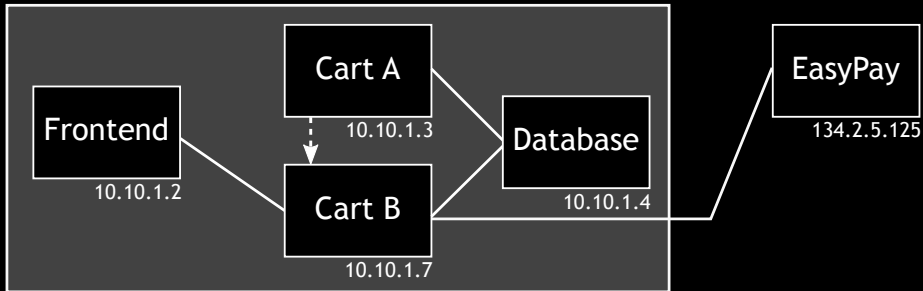 Cart A
10.10.1.3
EasyPay
134.2.5.125
Frontend
10.10.1.2
Database
10.10.1.4
Cart B
10.10.1.7